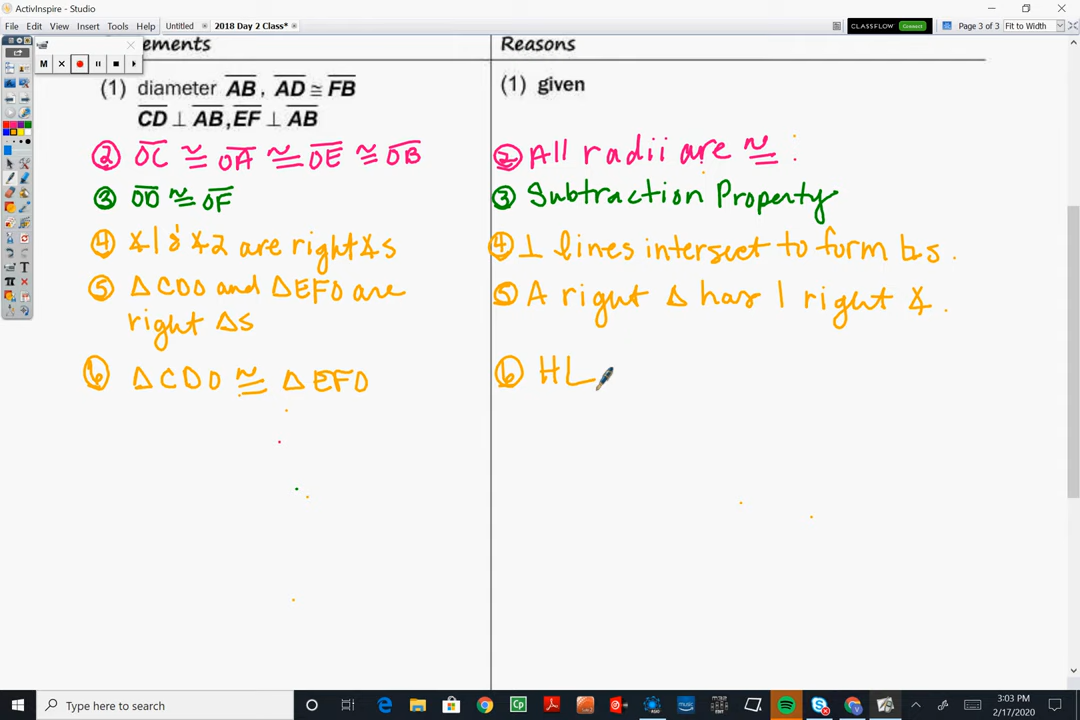 ActivInspire - Studio
File Edit View Insert Tools Help
Untitled
2018 Day 2 Class*
CLASSFLOW Connect
Page 3 of 3
Fit to Width
M
ements
Reasons
(1) diameter AB, AD ≅ FB
CD ⊥ AB, EF ⊥ AB
(1) given
② OC ≅ OA ≅ OE ≅ OB
② All radii are ≅.
③ OD ≅ OF
③ Subtraction Property
④ ∡1 & ∡2 are right ∡s
④ ⊥ lines intersect to form ⊾s.
⑤ △CDO and △EFO are
right △s
⑤ A right △ has 1 right ∡.
⑥ △CDO ≅ △EFO
⑥ HL
Type here to search
3:03 PM
2/17/2020